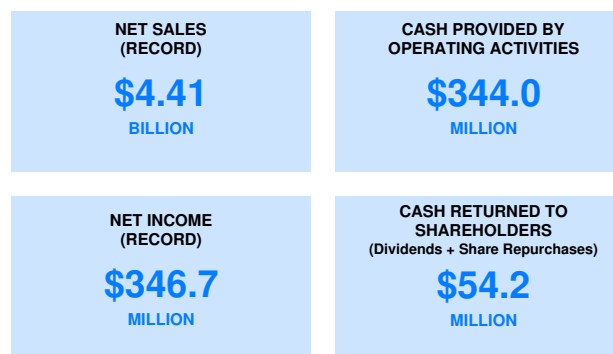 NET SALES
(RECORD)
$4.41
BILLION
CASH PROVIDED BY
OPERATING ACTIVITIES
$344.0
MILLION
NET INCOME
(RECORD)
$346.7
MILLION
CASH RETURNED TO
SHAREHOLDERS
(Dividends + Share Repurchases)
$54.2
MILLION